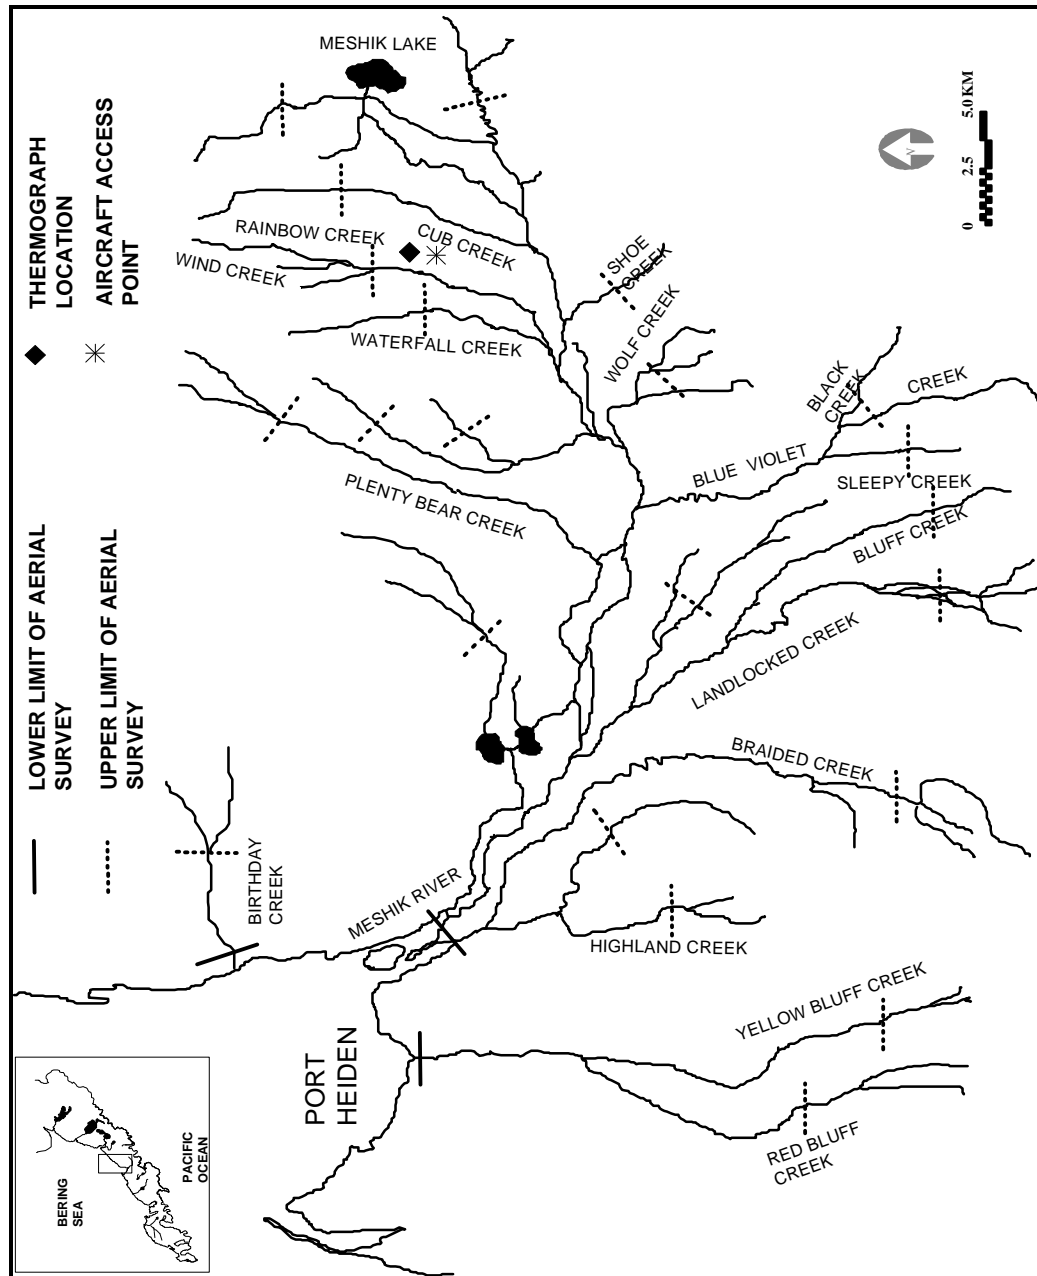 MESHIK LAKE
THERMOGRAPH
LOCATION
AIRCRAFT ACCESS
POINT
LOWER LIMIT OF AERIAL
SURVEY
UPPER LIMIT OF AERIAL
SURVEY
0 2.5 5.0 KM
N
RAINBOW CREEK
CUB CREEK
WIND CREEK
WATERFALL CREEK
SHOE
CREEK
WOLF CREEK
BLACK
CREEK
BLUE VIOLET
CREEK
SLEEPY CREEK
BLUFF CREEK
PLENTY BEAR CREEK
LANDLOCKED CREEK
BRAIDED CREEK
BIRTHDAY
CREEK
MESHIK RIVER
HIGHLAND CREEK
YELLOW BLUFF CREEK
RED BLUFF
CREEK
PORT
HEIDEN
BERING
SEA
PACIFIC
OCEAN